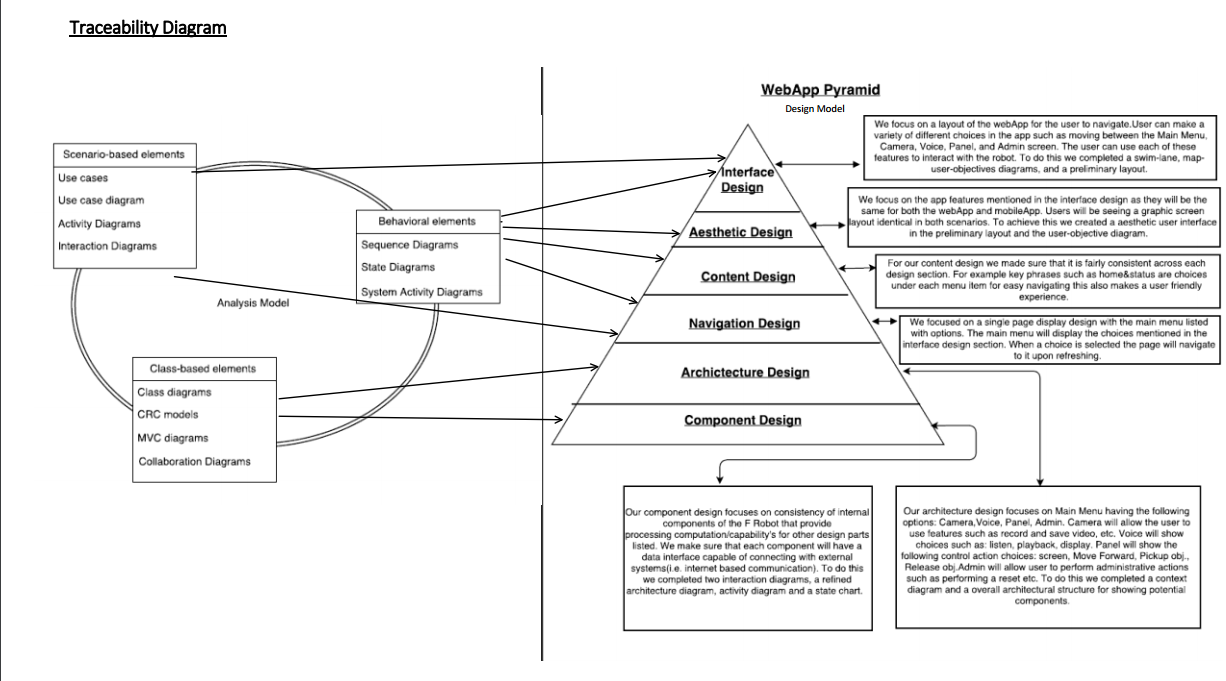 Traceability Diagram
Scenario-based elements
Use cases
Use case diagram
Activity Diagrams
Interaction Diagrams
Behavioral elements
Sequence Diagrams
State Diagrams
System Activity Diagrams
Analysis Model
Class-based elements
Class diagrams
CRC models
MVC diagrams
Collaboration Diagrams
WebApp Pyramid
Design Model
Interface
Design
Aesthetic Design
Content Design
Navigation Design
Archictecture Design
Component Design
We focus on a layout of the webApp for the user to navigate.User can make a
variety of different choices in the app such as moving between the Main Menu,
Camera, Voice, Panel, and Admin screen. The user can use each of these
features to interact with the robot. To do this we completed a swim-lane, map-
user-objectives diagrams, and a preliminary layout.
We focus on the app features mentioned in the interface design as they will be the
same for both the webApp and mobileApp. Users will be seeing a graphic screen
layout identical in both scenarios. To achieve this we created a aesthetic user interface
in the preliminary layout and the user-objective diagram.
For our content design we made sure that it is fairly consistent across each
design section. For example key phrases such as home&status are choices
under each menu item for easy navigating this also makes a user friendly
experience.
We focused on a single page display design with the main menu listed
with options. The main menu will display the choices mentioned in the
interface design section. When a choice is selected the page will navigate
to it upon refreshing.
Our component design focuses on consistency of internal
components of the F Robot that provide
processing computation/capability's for other design parts
listed. We make sure that each component will have a
data interface capable of connecting with external
systems(i.e. internet based communication). To do this
we completed two interaction diagrams, a refined
architecture diagram, activity diagram and a state chart.
Our architecture design focuses on Main Menu having the following
options: Camera,Voice, Panel, Admin. Camera will allow the user to
use features such as record and save video, etc. Voice will show
choices such as: listen, playback, display. Panel will show the
following control action choices: screen, Move Forward, Pickup obj.,
Release obj.Admin will allow user to perform administrative actions
such as performing a reset etc. To do this we completed a context
diagram and a overall architectural structure for showing potential
components.